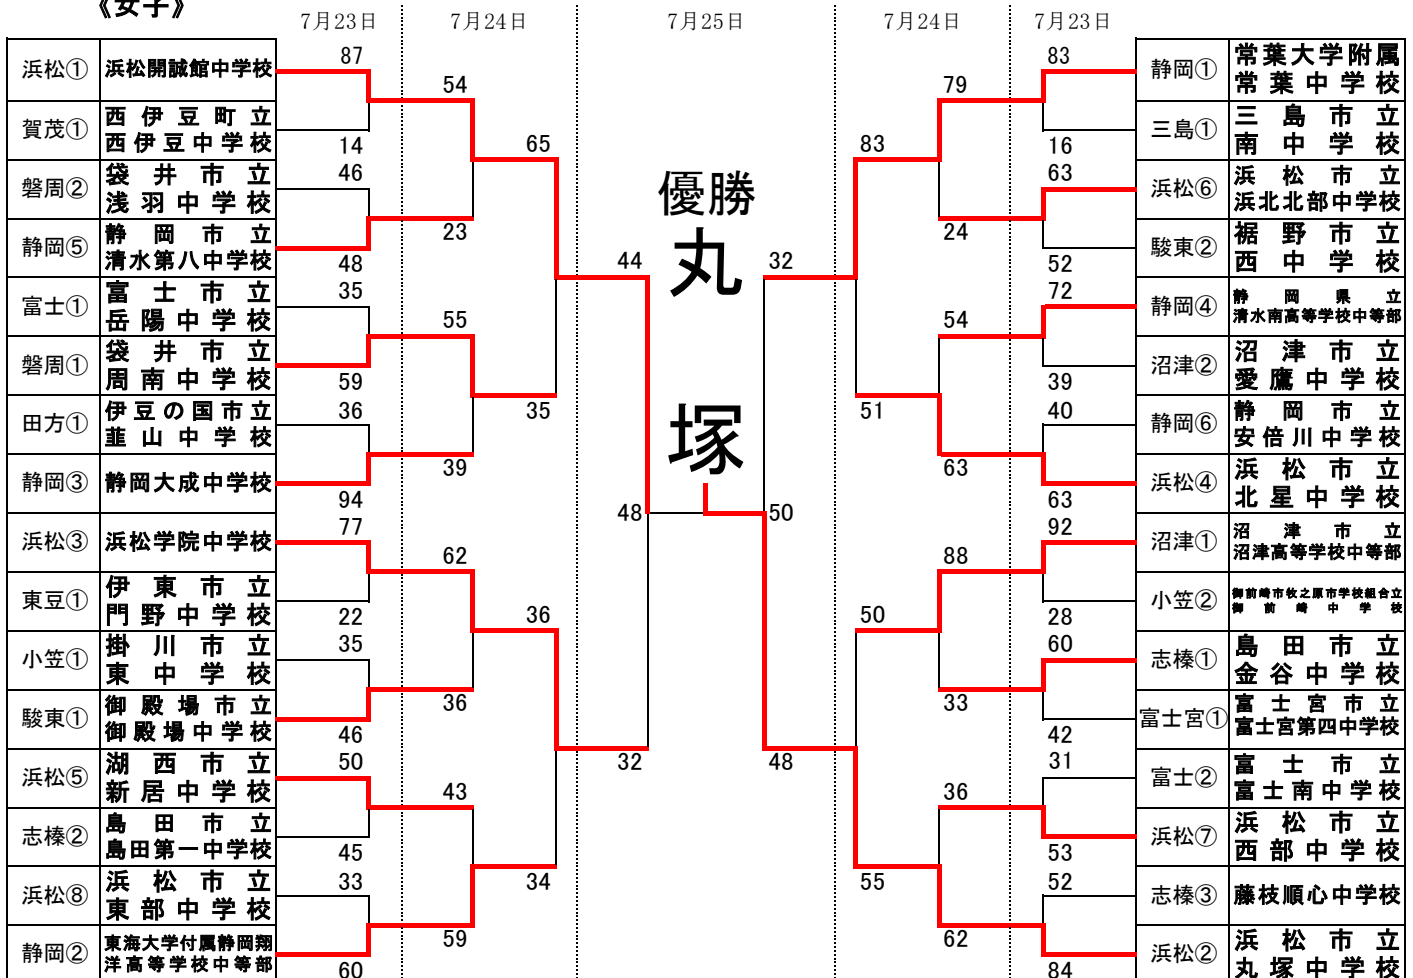 《女子》
7月23日
7月24日
7月25日
7月24日
7月23日
浜松① 浜松開誠館中学校
賀茂① 西伊豆町立
西伊豆中学校
磐周② 袋井市立
浅羽中学校
静岡⑤ 静岡市立
清水第八中学校
富士① 富士市立
岳陽中学校
磐周① 袋井市立
周南中学校
田方① 伊豆の国市立
韮山中学校
静岡③ 静岡大成中学校
浜松③ 浜松学院中学校
東豆① 伊東市立
門野中学校
小笠① 掛川市立
東中学校
駿東① 御殿場市立
御殿場中学校
浜松⑤ 湖西市立
新居中学校
志榛② 島田市立
島田第一中学校
浜松⑧ 浜松市立
東部中学校
静岡② 東海大学付属静岡翔
洋高等学校中等部
87
14
46
48
35
59
36
94
77
22
35
46
50
45
33
60
54
23
55
39
62
36
43
59
65
35
36
34
44
32
48
優勝
丸
塚
50
32
48
83
51
50
55
79
24
54
63
88
33
36
62
83
16
63
52
72
39
40
63
92
28
60
42
31
53
52
84
静岡① 常葉大学附属
常葉中学校
三島① 三島市立
南中学校
浜松⑥ 浜松市立
浜北北部中学校
駿東② 裾野市立
西中学校
静岡④ 静岡県立
清水南高等学校中等部
沼津② 沼津市立
愛鷹中学校
静岡⑥ 静岡市立
安倍川中学校
浜松④ 浜松市立
北星中学校
沼津① 沼津市立
沼津高等学校中等部
小笠② 御前崎市牧之原市学校組合立
御前崎中学校
志榛① 島田市立
金谷中学校
富士宮① 富士宮市立
富士宮第四中学校
富士② 富士市立
富士南中学校
浜松⑦ 浜松市立
西部中学校
志榛③ 藤枝順心中学校
浜松② 浜松市立
丸塚中学校